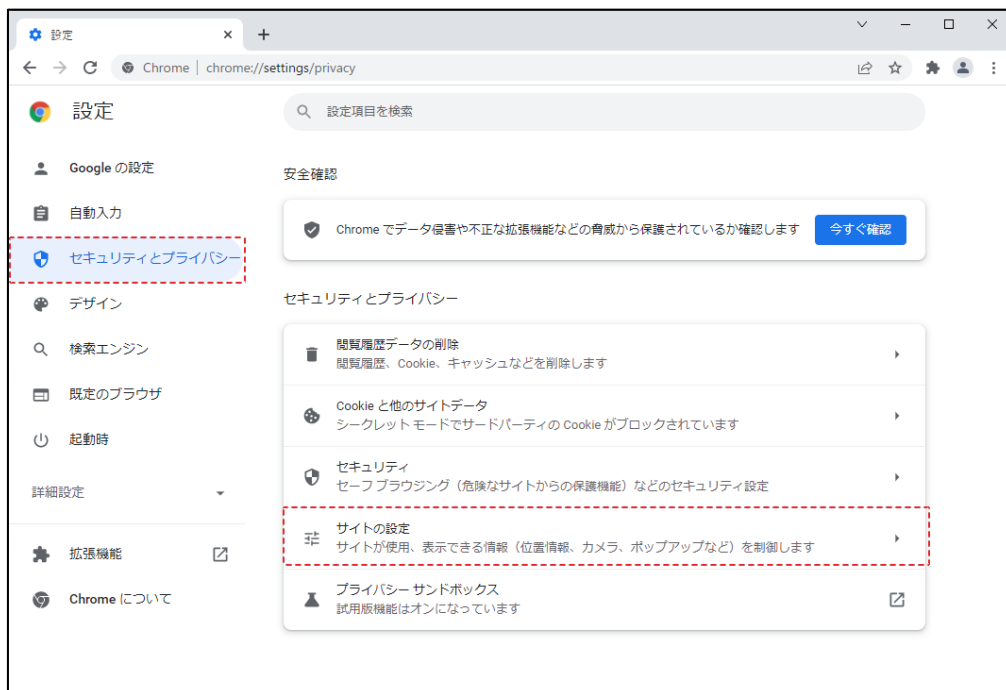 設定
Chrome | chrome://settings/privacy
設定
設定項目を検索
Google の設定
自動入力
セキュリティとプライバシー
デザイン
検索エンジン
既定のブラウザ
起動時
詳細設定
拡張機能
Chrome について
安全確認
Chrome でデータ侵害や不正な拡張機能などの脅威から保護されているか確認します
今すぐ確認
セキュリティとプライバシー
閲覧履歴データの削除
閲覧履歴、Cookie、キャッシュなどを削除します
Cookie と他のサイトデータ
シークレット モードでサードパーティの Cookie がブロックされています
セキュリティ
セーフ ブラウジング（危険なサイトからの保護機能）などのセキュリティ設定
サイトの設定
サイトが使用、表示できる情報（位置情報、カメラ、ポップアップなど）を制御します
プライバシー サンドボックス
試用版機能はオンになっています